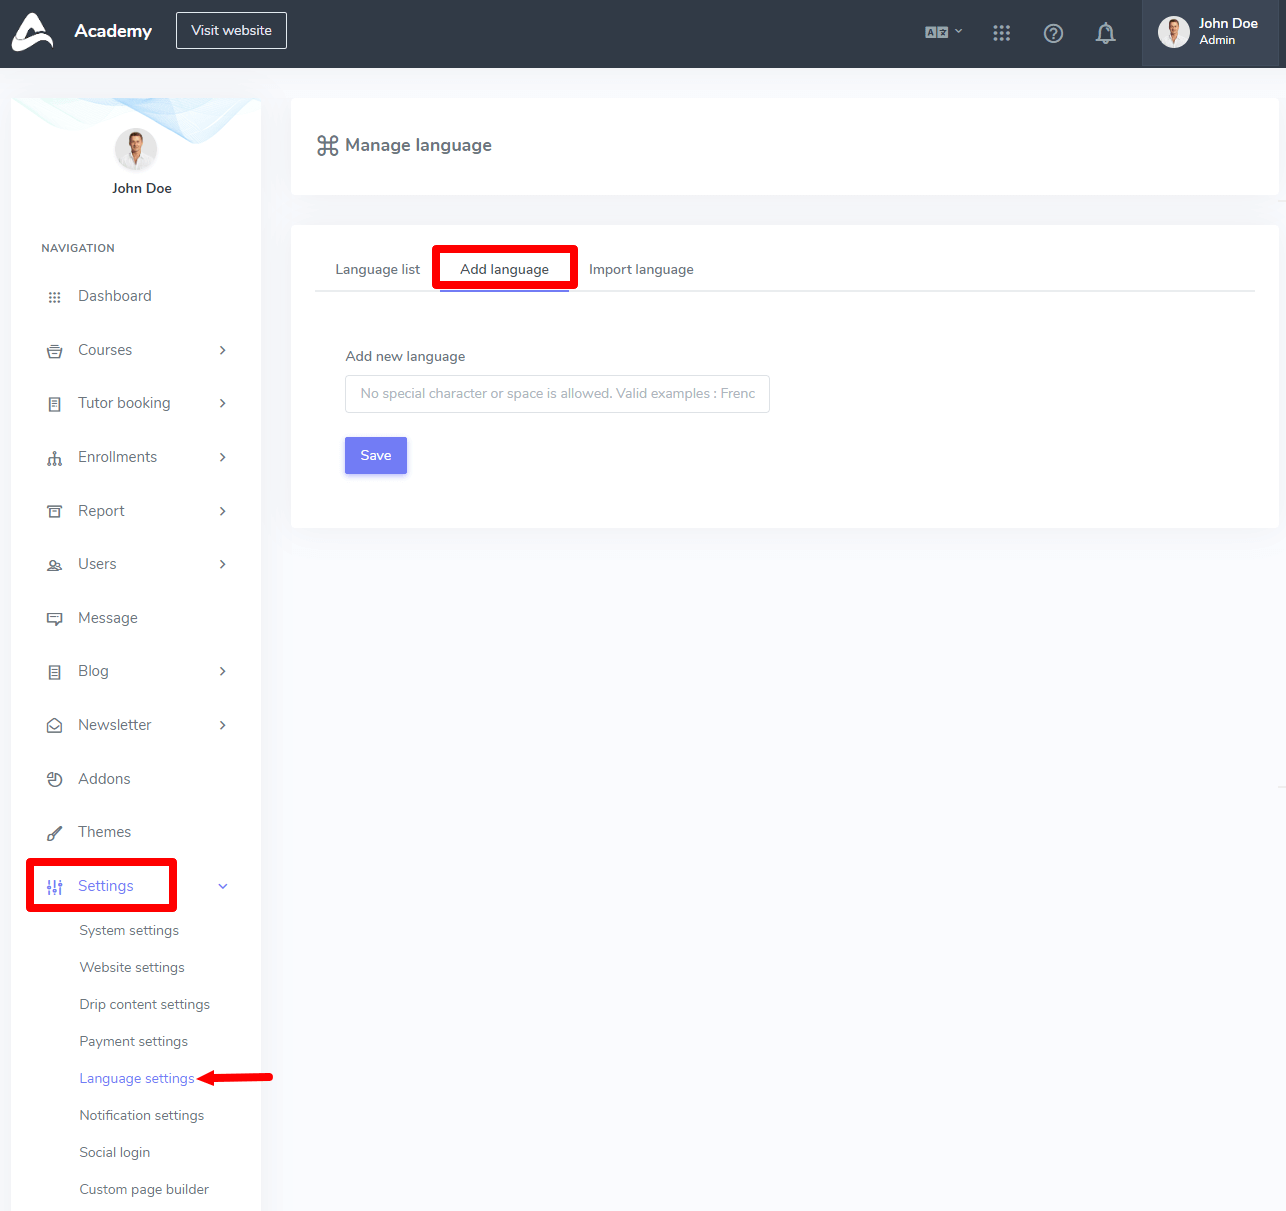 Academy
Visit website
John Doe
Admin
John Doe
NAVIGATION
Dashboard
Courses
Tutor booking
Enrollments
Report
Users
Message
Blog
Newsletter
Addons
Themes
Settings
System settings
Website settings
Drip content settings
Payment settings
Language settings
Notification settings
Social login
Custom page builder
Manage language
Language list
Add language
Import language
Add new language
No special character or space is allowed. Valid examples : Frenc
Save